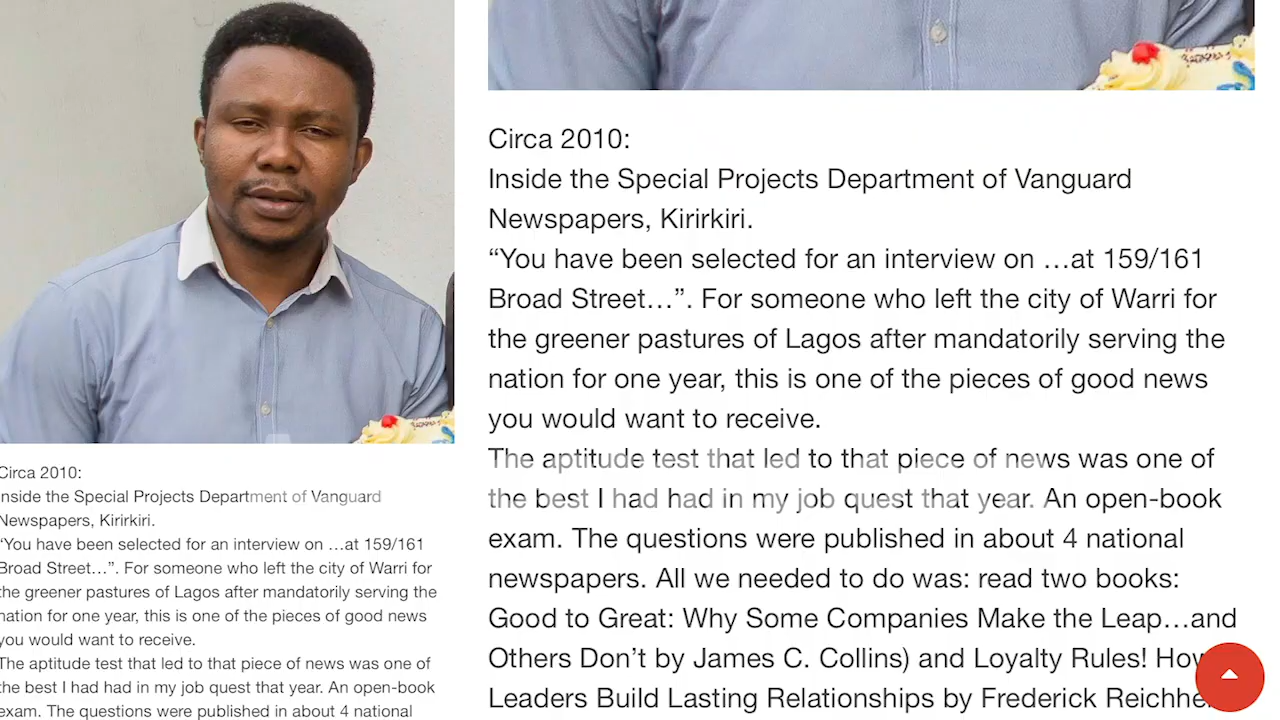 Circa 2010:
Inside the Special Projects Department of Vanguard
Newspapers, Kirirkiri.
“You have been selected for an interview on …at 159/161
Broad Street…”. For someone who left the city of Warri for
the greener pastures of Lagos after mandatorily serving the
nation for one year, this is one of the pieces of good news
you would want to receive.
The aptitude test that led to that piece of news was one of
the best I had had in my job quest that year. An open-book
exam. The questions were published in about 4 national
Circa 2010:
Inside the Special Projects Department of Vanguard
Newspapers, Kirirkiri.
“You have been selected for an interview on …at 159/161
Broad Street…”. For someone who left the city of Warri for
the greener pastures of Lagos after mandatorily serving the
nation for one year, this is one of the pieces of good news
you would want to receive.
The aptitude test that led to that piece of news was one of
the best I had had in my job quest that year. An open-book
exam. The questions were published in about 4 national
newspapers. All we needed to do was: read two books:
Good to Great: Why Some Companies Make the Leap…and
Others Don’t by James C. Collins) and Loyalty Rules! How
Leaders Build Lasting Relationships by Frederick